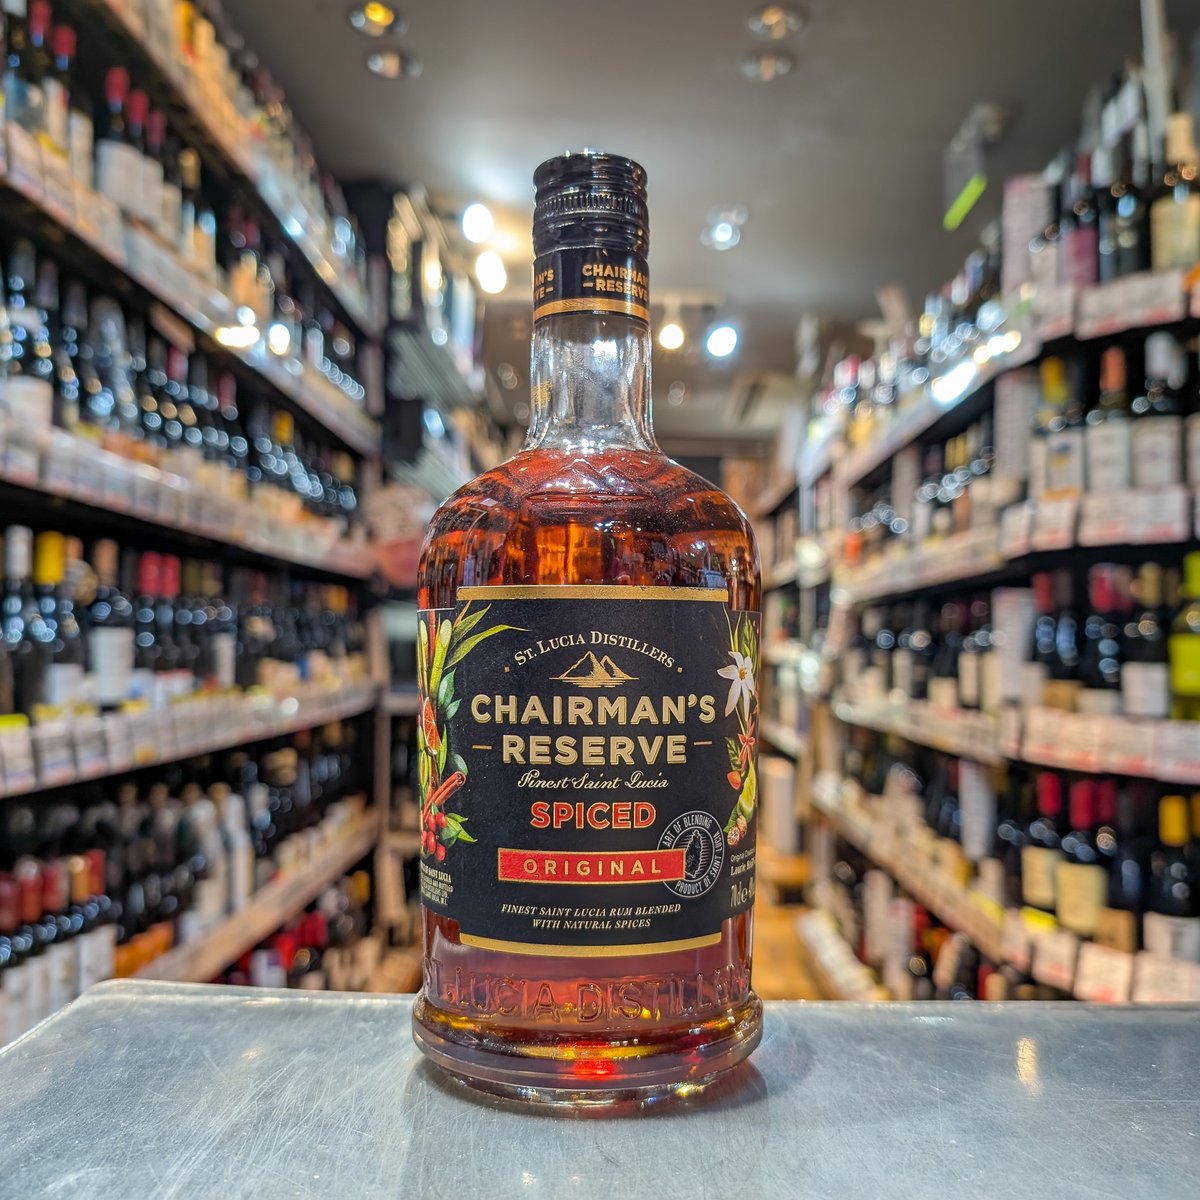 CHAIRMAN'S
RESERVE
ST. LUCIA DISTILLERS
CHAIRMAN'S
RESERVE
Finest Saint Lucia
SPICED
ORIGINAL
ART OF BLENDING
PRODUCT OF SAINT LUCIA
FINEST SAINT LUCIA RUM BLENDED
WITH NATURAL SPICES
70cl e
ST. LUCIA DISTILLERS